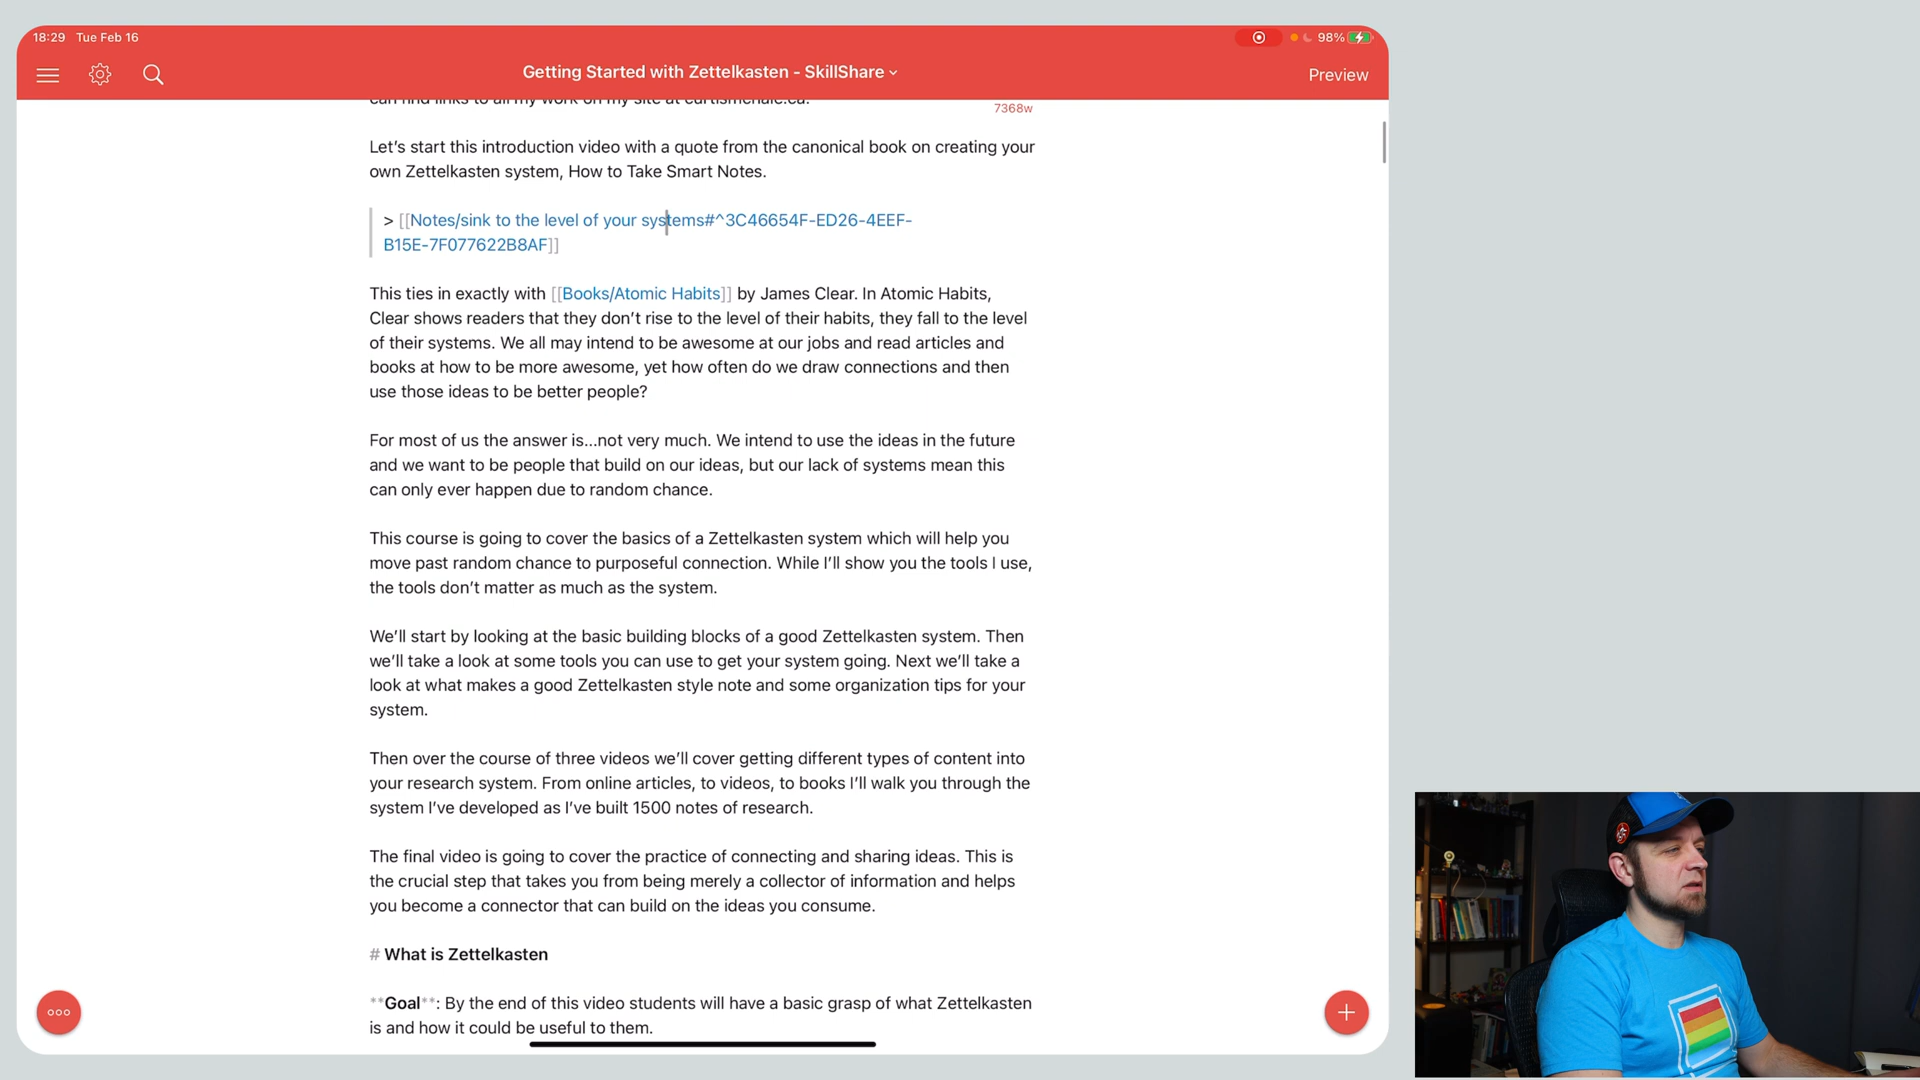 18:29 Tue Feb 16
98%
Getting Started with Zettelkasten - SkillShare
Preview
can find links to all my work on my site at curtismchale.ca.
7368w
Let's start this introduction video with a quote from the canonical book on creating your
own Zettelkasten system, How to Take Smart Notes.
> [[Notes/sink to the level of your systems#^3C46654F-ED26-4EEF-
B15E-7F077622B8AF]]
This ties in exactly with [[Books/Atomic Habits]] by James Clear. In Atomic Habits,
Clear shows readers that they don't rise to the level of their habits, they fall to the level
of their systems. We all may intend to be awesome at our jobs and read articles and
books at how to be more awesome, yet how often do we draw connections and then
use those ideas to be better people?
For most of us the answer is...not very much. We intend to use the ideas in the future
and we want to be people that build on our ideas, but our lack of systems mean this
can only ever happen due to random chance.
This course is going to cover the basics of a Zettelkasten system which will help you
move past random chance to purposeful connection. While I'll show you the tools I use,
the tools don't matter as much as the system.
We'll start by looking at the basic building blocks of a good Zettelkasten system. Then
we'll take a look at some tools you can use to get your system going. Next we'll take a
look at what makes a good Zettelkasten style note and some organization tips for your
system.
Then over the course of three videos we'll cover getting different types of content into
your research system. From online articles, to videos, to books I'll walk you through the
system I've developed as I've built 1500 notes of research.
The final video is going to cover the practice of connecting and sharing ideas. This is
the crucial step that takes you from being merely a collector of information and helps
you become a connector that can build on the ideas you consume.
# What is Zettelkasten
**Goal**: By the end of this video students will have a basic grasp of what Zettelkasten
is and how it could be useful to them.